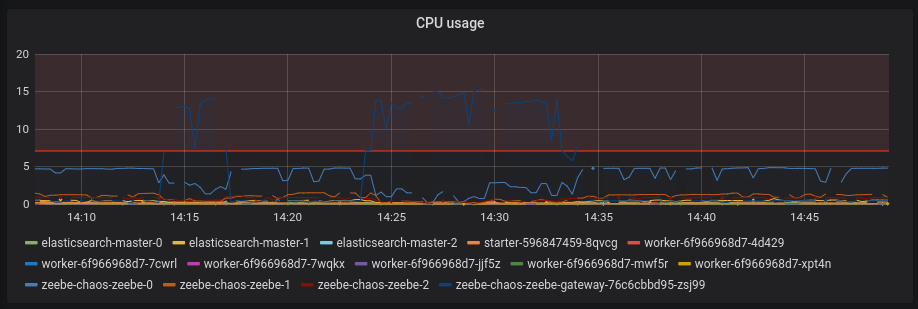 CPU usage
20
15
10
5
0
14:10 14:15 14:20 14:25 14:30 14:35 14:40 14:45
elasticsearch-master-0 elasticsearch-master-1 elasticsearch-master-2 starter-596847459-8qvcg worker-6f966968d7-4d429
worker-6f966968d7-7cwrl worker-6f966968d7-7wqkx worker-6f966968d7-jjf5z worker-6f966968d7-mwf5r worker-6f966968d7-xpt4n
zeebe-chaos-zeebe-0 zeebe-chaos-zeebe-1 zeebe-chaos-zeebe-2 zeebe-chaos-zeebe-gateway-76c6cbbd95-zsj99